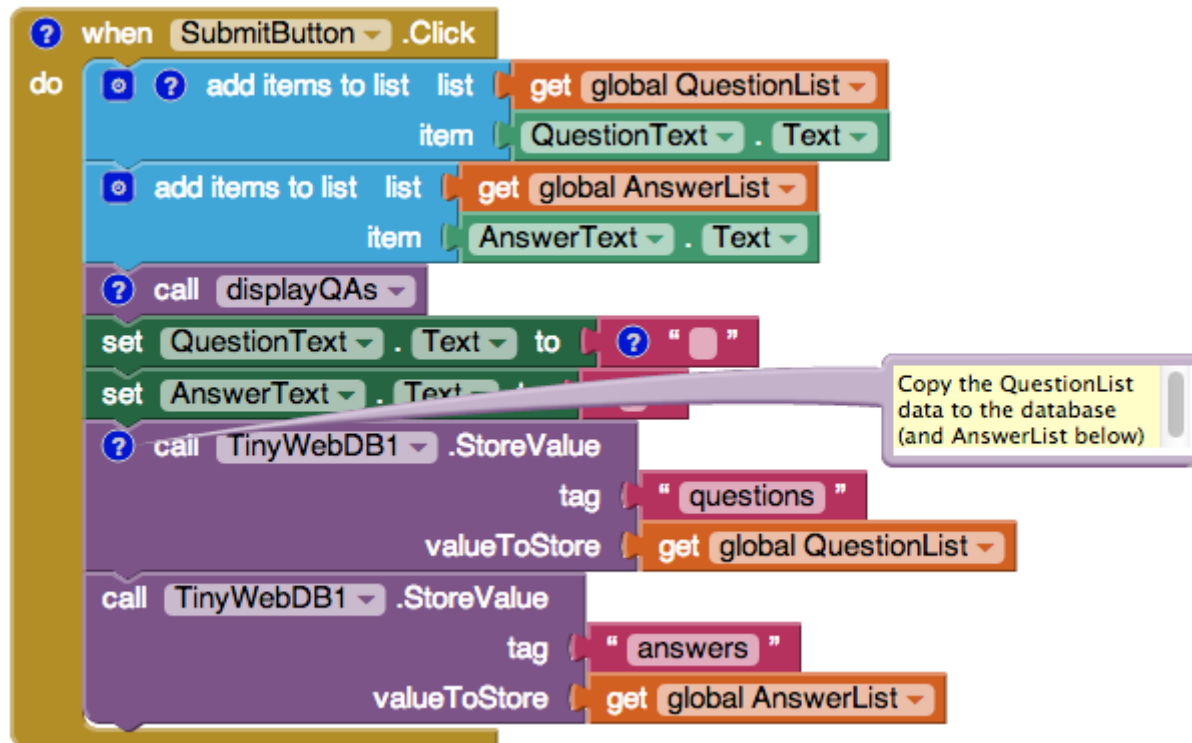 ? when SubmitButton .Click
do ? add items to list list get global QuestionList
item QuestionText . Text
add items to list list get global AnswerList
item AnswerText . Text
? call displayQAs
set QuestionText . Text to ? “ ”
set AnswerText . Text
Copy the QuestionList
data to the database
(and AnswerList below)
? call TinyWebDB1 .StoreValue
tag “ questions ”
valueToStore get global QuestionList
call TinyWebDB1 .StoreValue
tag “ answers ”
valueToStore get global AnswerList